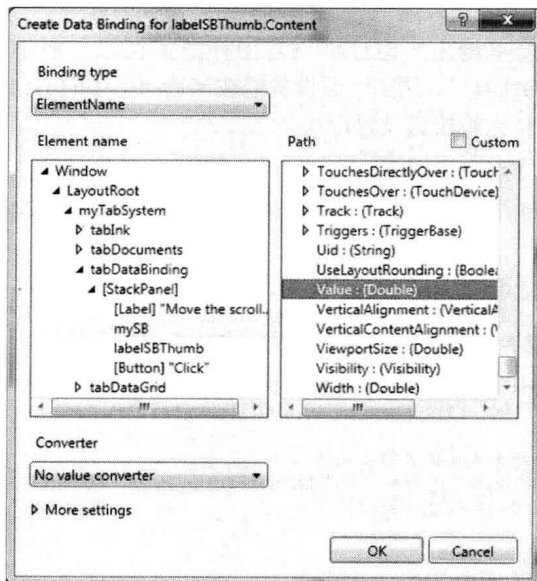 Create Data Binding for labelSBThumb.Content
Binding type
ElementName
Element name
Window
LayoutRoot
myTabSystem
tabInk
tabDocuments
tabDataBinding
[StackPanel]
[Label] "Move the scroll..
mySB
labelSBThumb
[Button] "Click"
tabDataGrid
Path
Custom
TouchesDirectlyOver : (Touch
TouchesOver : (TouchDevice)
Track : (Track)
Triggers : (TriggerBase)
Uid : (String)
UseLayoutRounding : (Boolea
Value : (Double)
VerticalAlignment : (VerticalA
VerticalContentAlignment : (V
ViewportSize : (Double)
Visibility : (Visibility)
Width : (Double)
Converter
No value converter
More settings
OK
Cancel